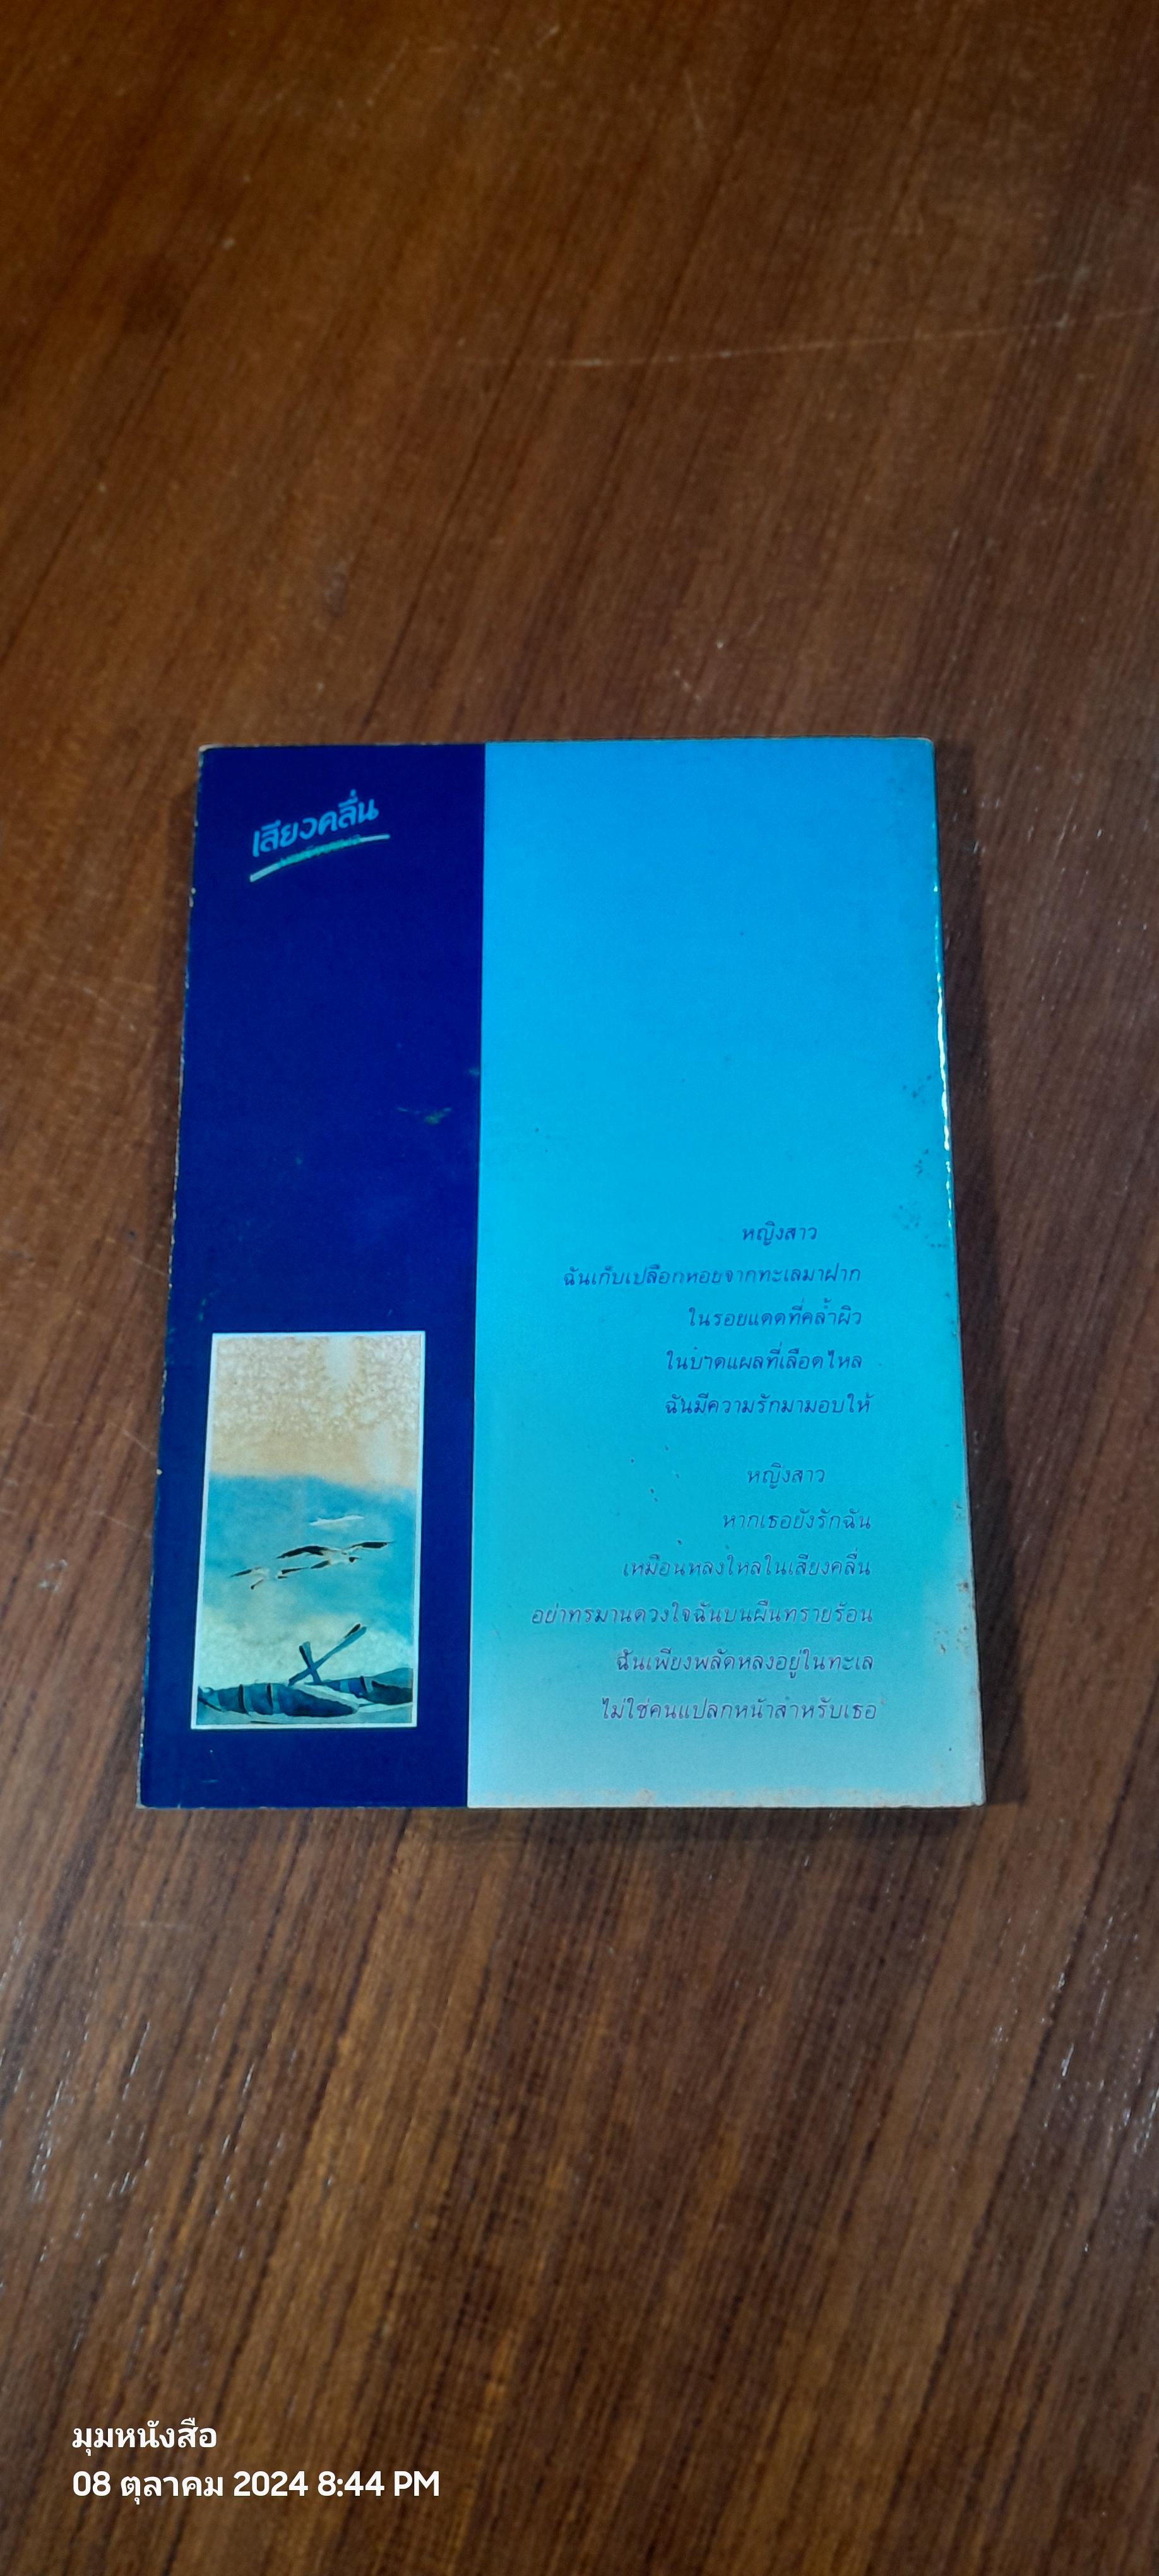 เสี้ยวคลื่น
หญิงสาว
ฉันเก็บเปลือกหอยจากทะเลมาฝาก
ในรอยแดดที่คล้ำผิว
ในบาดแผลที่เลือดไหล
ฉันมีความรักมามอบให้
หญิงสาว
หากเธอยังรักฉัน
เหมือนหลงใหลในเสียงคลื่น
อย่าทรมานดวงใจฉันบนผืนทรายร้อน
ฉันเพียงพลัดหลงอยู่ในทะเล
ไม่ใช่คนแปลกหน้าสำหรับเธอ
มุมหนังสือ
08 ตุลาคม 2024 8:44 PM